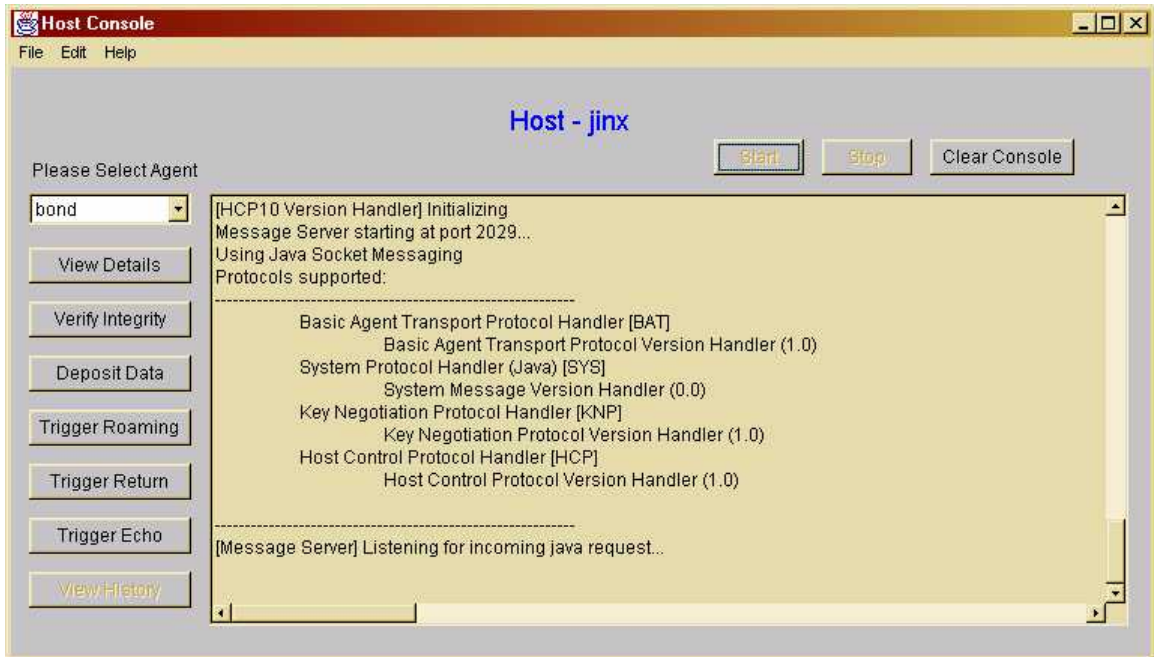 Host Console
File Edit Help
Host - jinx
Start Stop Clear Console
Please Select Agent
bond
View Details
Verify Integrity
Deposit Data
Trigger Roaming
Trigger Return
Trigger Echo
View History
[HCP10 Version Handler] Initializing
Message Server starting at port 2029...
Using Java Socket Messaging
Protocols supported:
------------------------------------------------------------
Basic Agent Transport Protocol Handler [BAT]
Basic Agent Transport Protocol Version Handler (1.0)
System Protocol Handler (Java) [SYS]
System Message Version Handler (0.0)
Key Negotiation Protocol Handler [KNP]
Key Negotiation Protocol Version Handler (1.0)
Host Control Protocol Handler [HCP]
Host Control Protocol Version Handler (1.0)
------------------------------------------------------------
[Message Server] Listening for incoming java request...